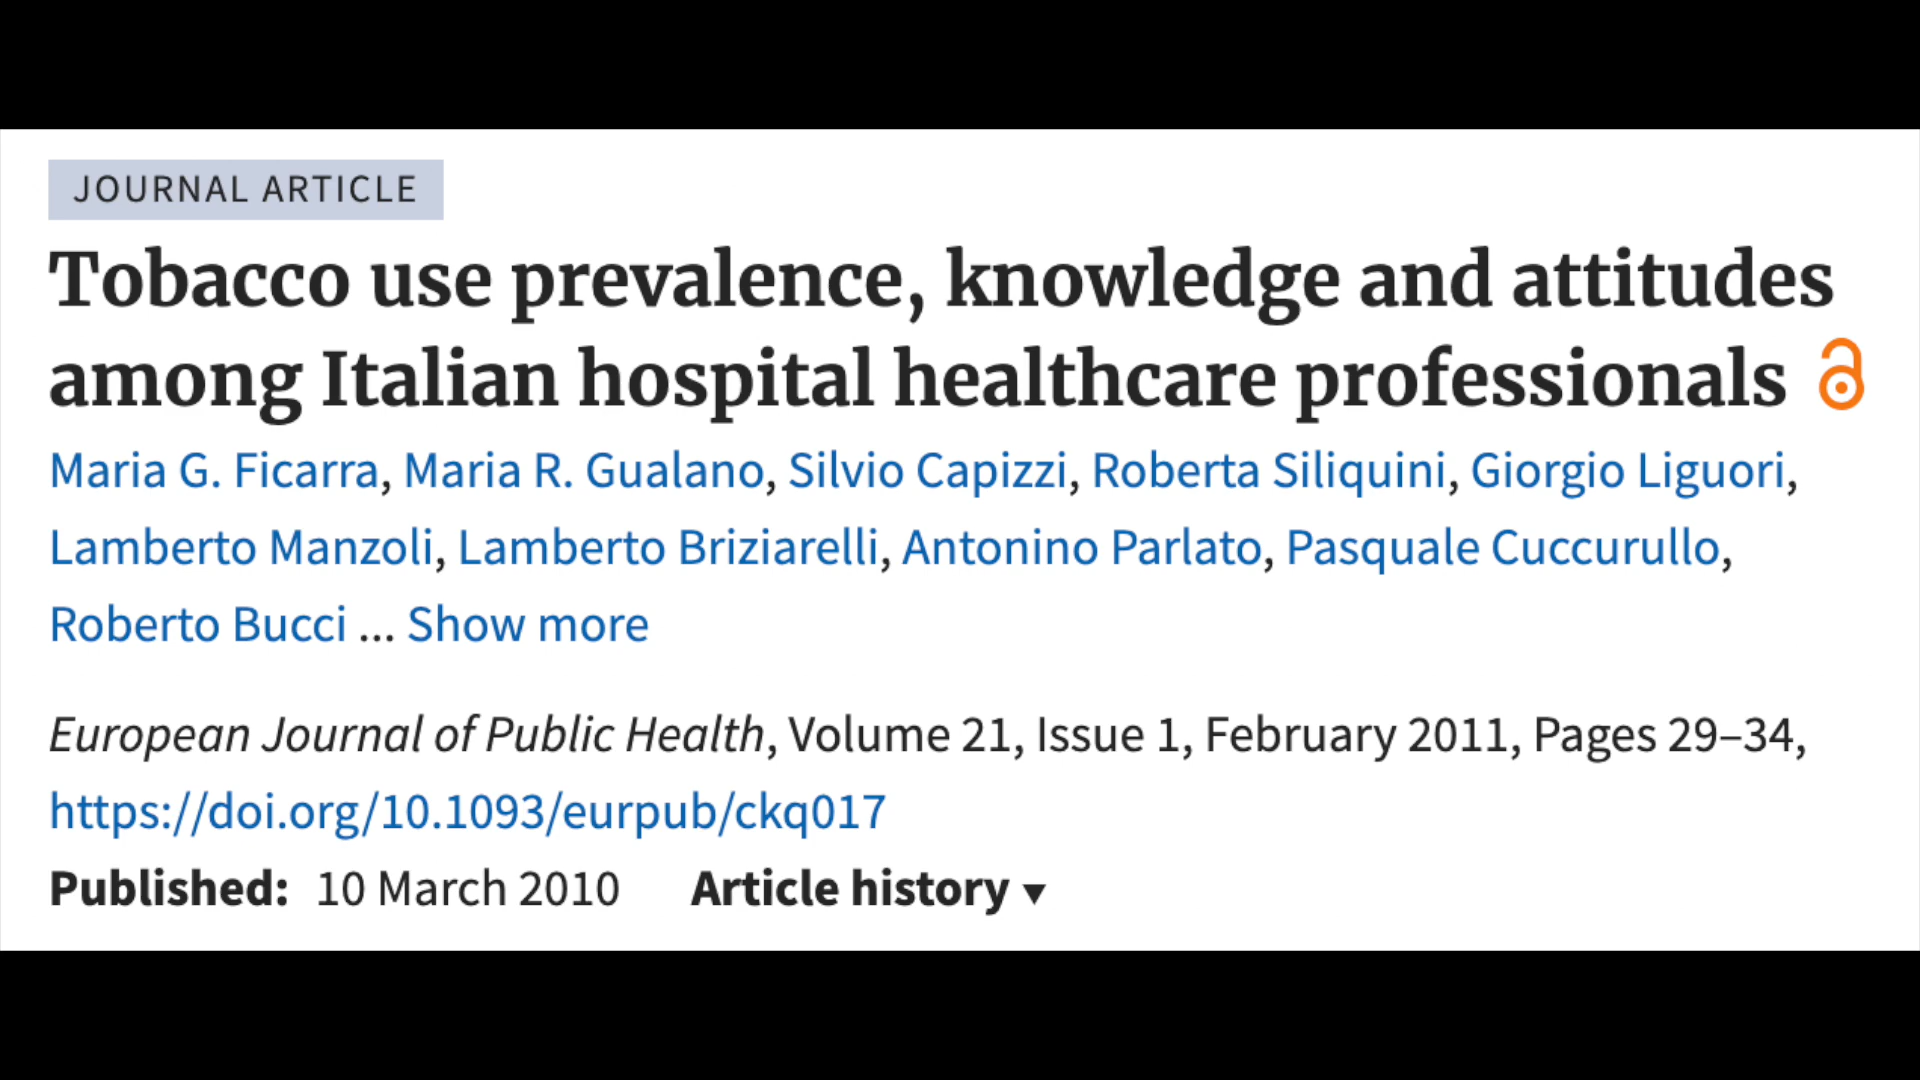 JOURNAL ARTICLE
Tobacco use prevalence, knowledge and attitudes
among Italian hospital healthcare professionals
Maria G. Ficarra, Maria R. Gualano, Silvio Capizzi, Roberta Siliquini, Giorgio Liguori,
Lamberto Manzoli, Lamberto Briziarelli, Antonino Parlato, Pasquale Cuccurullo,
Roberto Bucci ... Show more
European Journal of Public Health, Volume 21, Issue 1, February 2011, Pages 29–34,
https://doi.org/10.1093/eurpub/ckq017
Published: 10 March 2010 Article history ▼